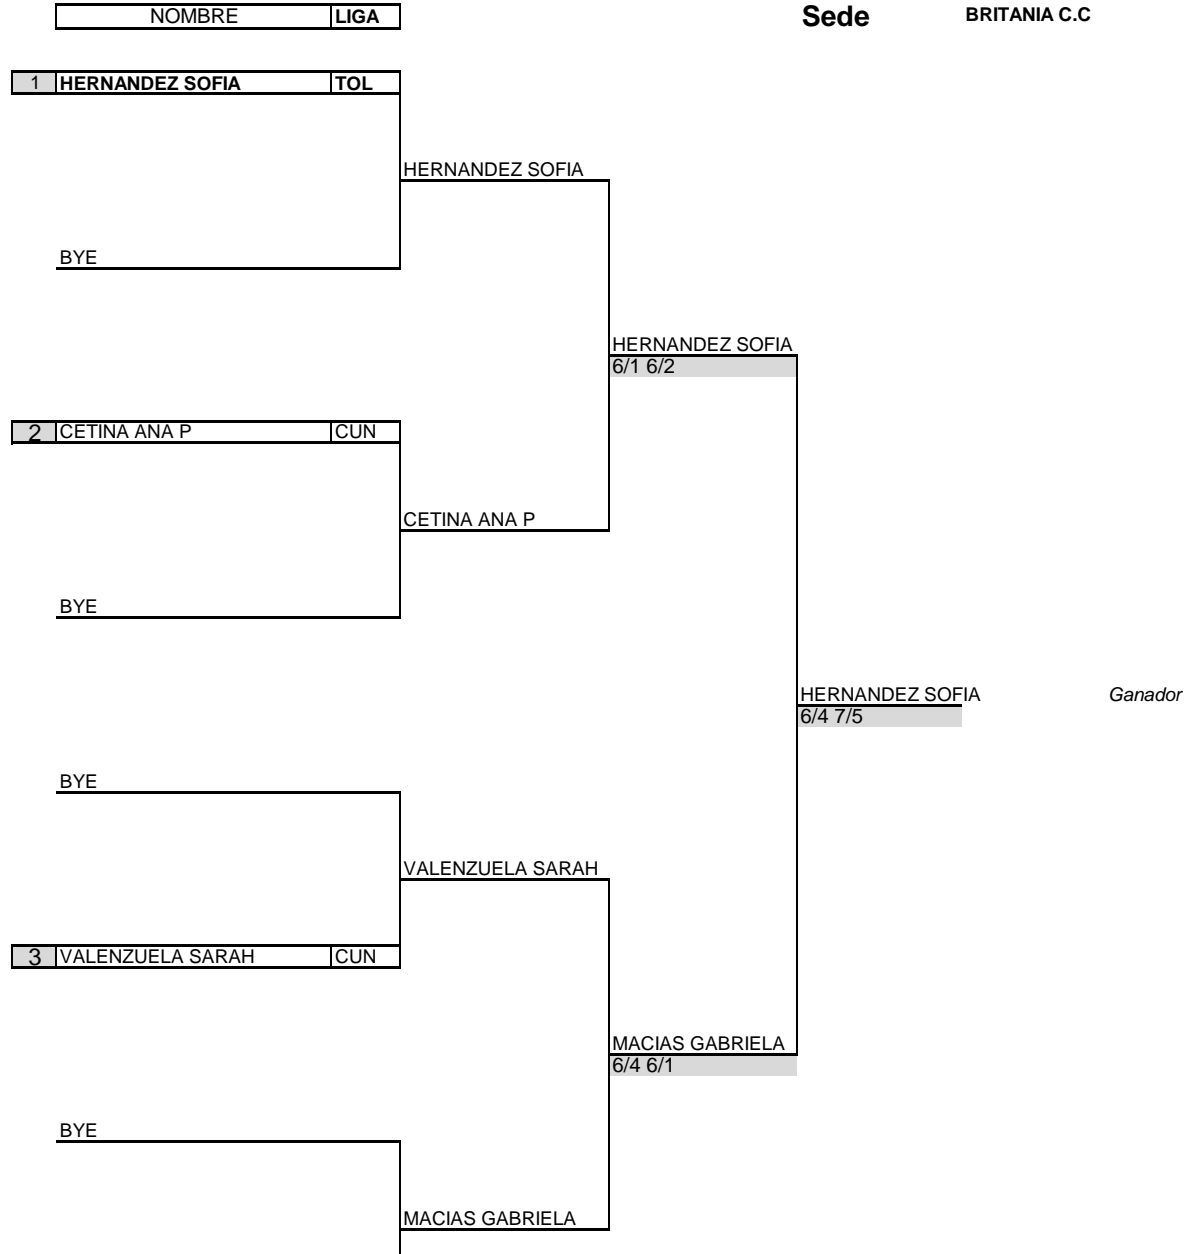 NOMBRE LIGA Sede BRITANIA C.C
1 HERNANDEZ SOFIA TOL
HERNANDEZ SOFIA
BYE
HERNANDEZ SOFIA
6/1 6/2
2 CETINA ANA P CUN
CETINA ANA P
BYE
HERNANDEZ SOFIA Ganador
6/4 7/5
BYE
VALENZUELA SARAH
3 VALENZUELA SARAH CUN
MACIAS GABRIELA
6/4 6/1
BYE
MACIAS GABRIELA